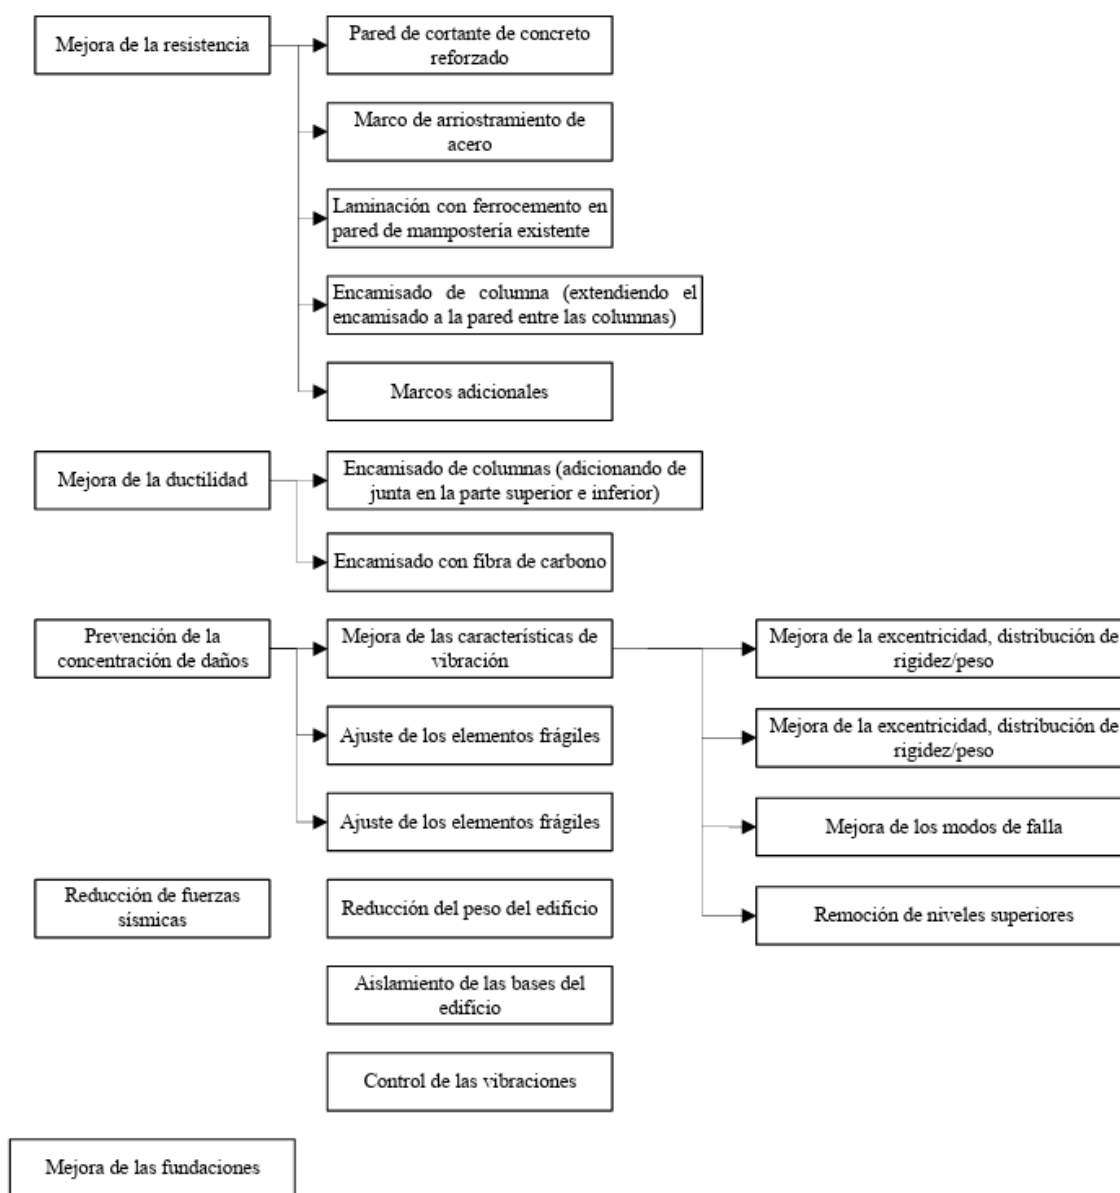 Mejora de la resistencia
Pared de cortante de concreto
reforzado
Marco de arriostramiento de
acero
Laminación con ferrocemento en
pared de mampostería existente
Encamisado de columna (extendiendo el
encamisado a la pared entre las columnas)
Marcos adicionales
Mejora de la ductilidad
Encamisado de columnas (adicionando de
junta en la parte superior e inferior)
Encamisado con fibra de carbono
Prevención de la
concentración de daños
Mejora de las características de
vibración
Mejora de la excentricidad, distribución de
rigidez/peso
Ajuste de los elementos frágiles
Mejora de la excentricidad, distribución de
rigidez/peso
Ajuste de los elementos frágiles
Mejora de los modos de falla
Reducción de fuerzas
sísmicas
Reducción del peso del edificio
Remoción de niveles superiores
Aislamiento de las bases del
edificio
Control de las vibraciones
Mejora de las fundaciones